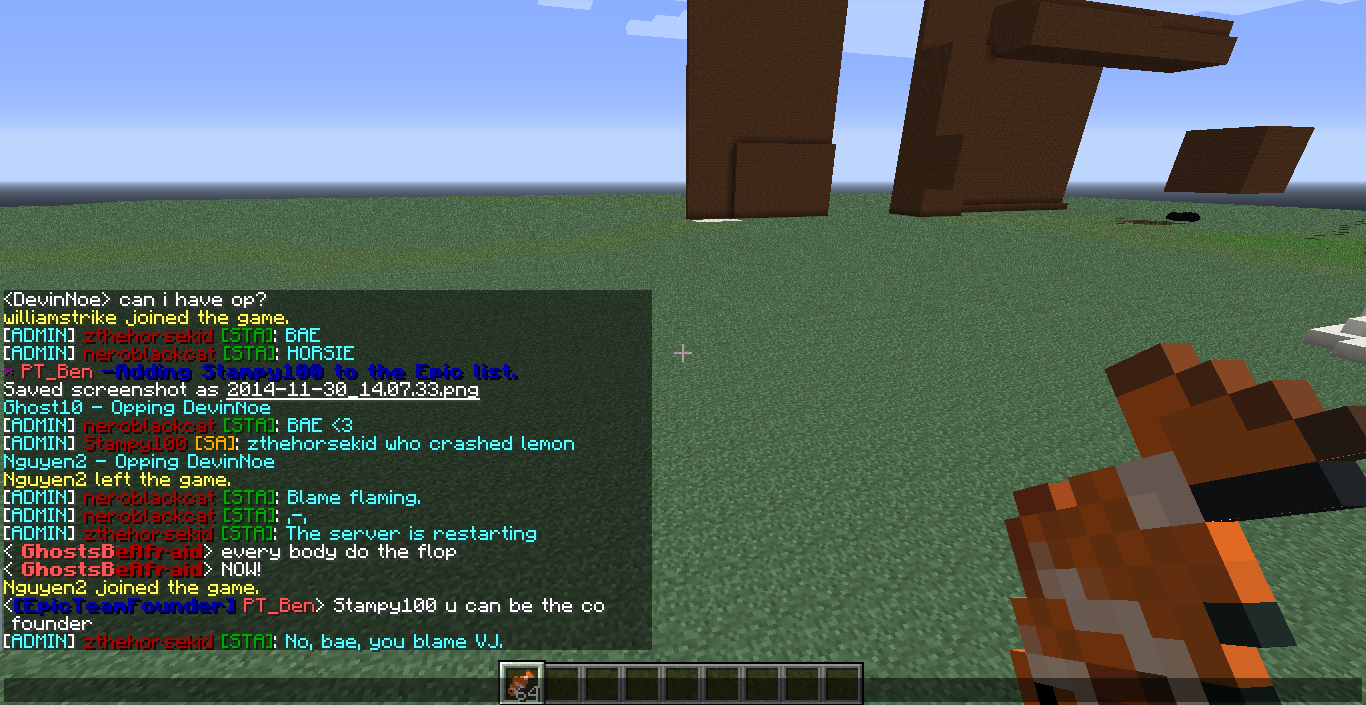 <DevinNoe> can i have op?
williamstrike joined the game.
[ADMIN] zthehorsekid [STA]: BAE
[ADMIN] neroblackcat [STA]: HORSIE
* PT_Ben -Adding Stampy100 to the Epic list.
Saved screenshot as 2014-11-30_14.07.33.png
Ghost10 - Opping DevinNoe
[ADMIN] neroblackcat [STA]: BAE <3
[ADMIN] Stampy100 [SA]: zthehorsekid who crashed lemon
Nguyen2 - Opping DevinNoe
Nguyen2 left the game.
[ADMIN] neroblackcat [STA]: Blame flaming.
[ADMIN] neroblackcat [STA]: ,-,
[ADMIN] zthehorsekid [STA]: The server is restarting
< GhostsBeAfraid> every body do the flop
< GhostsBeAfraid> NOW!
Nguyen2 joined the game.
<[EpicTeamFounder] PT_Ben> Stampy100 u can be the co
founder
[ADMIN] zthehorsekid [STA]: No, bae, you blame VJ.
64